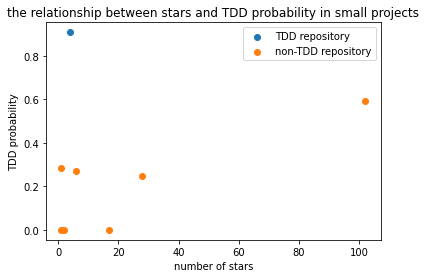 the relationship between stars and TDD probability in small projects
TDD repository
non-TDD repository
TDD probability
0.8
0.6
0.4
0.2
0.0
0
20
40
60
80
100
number of stars